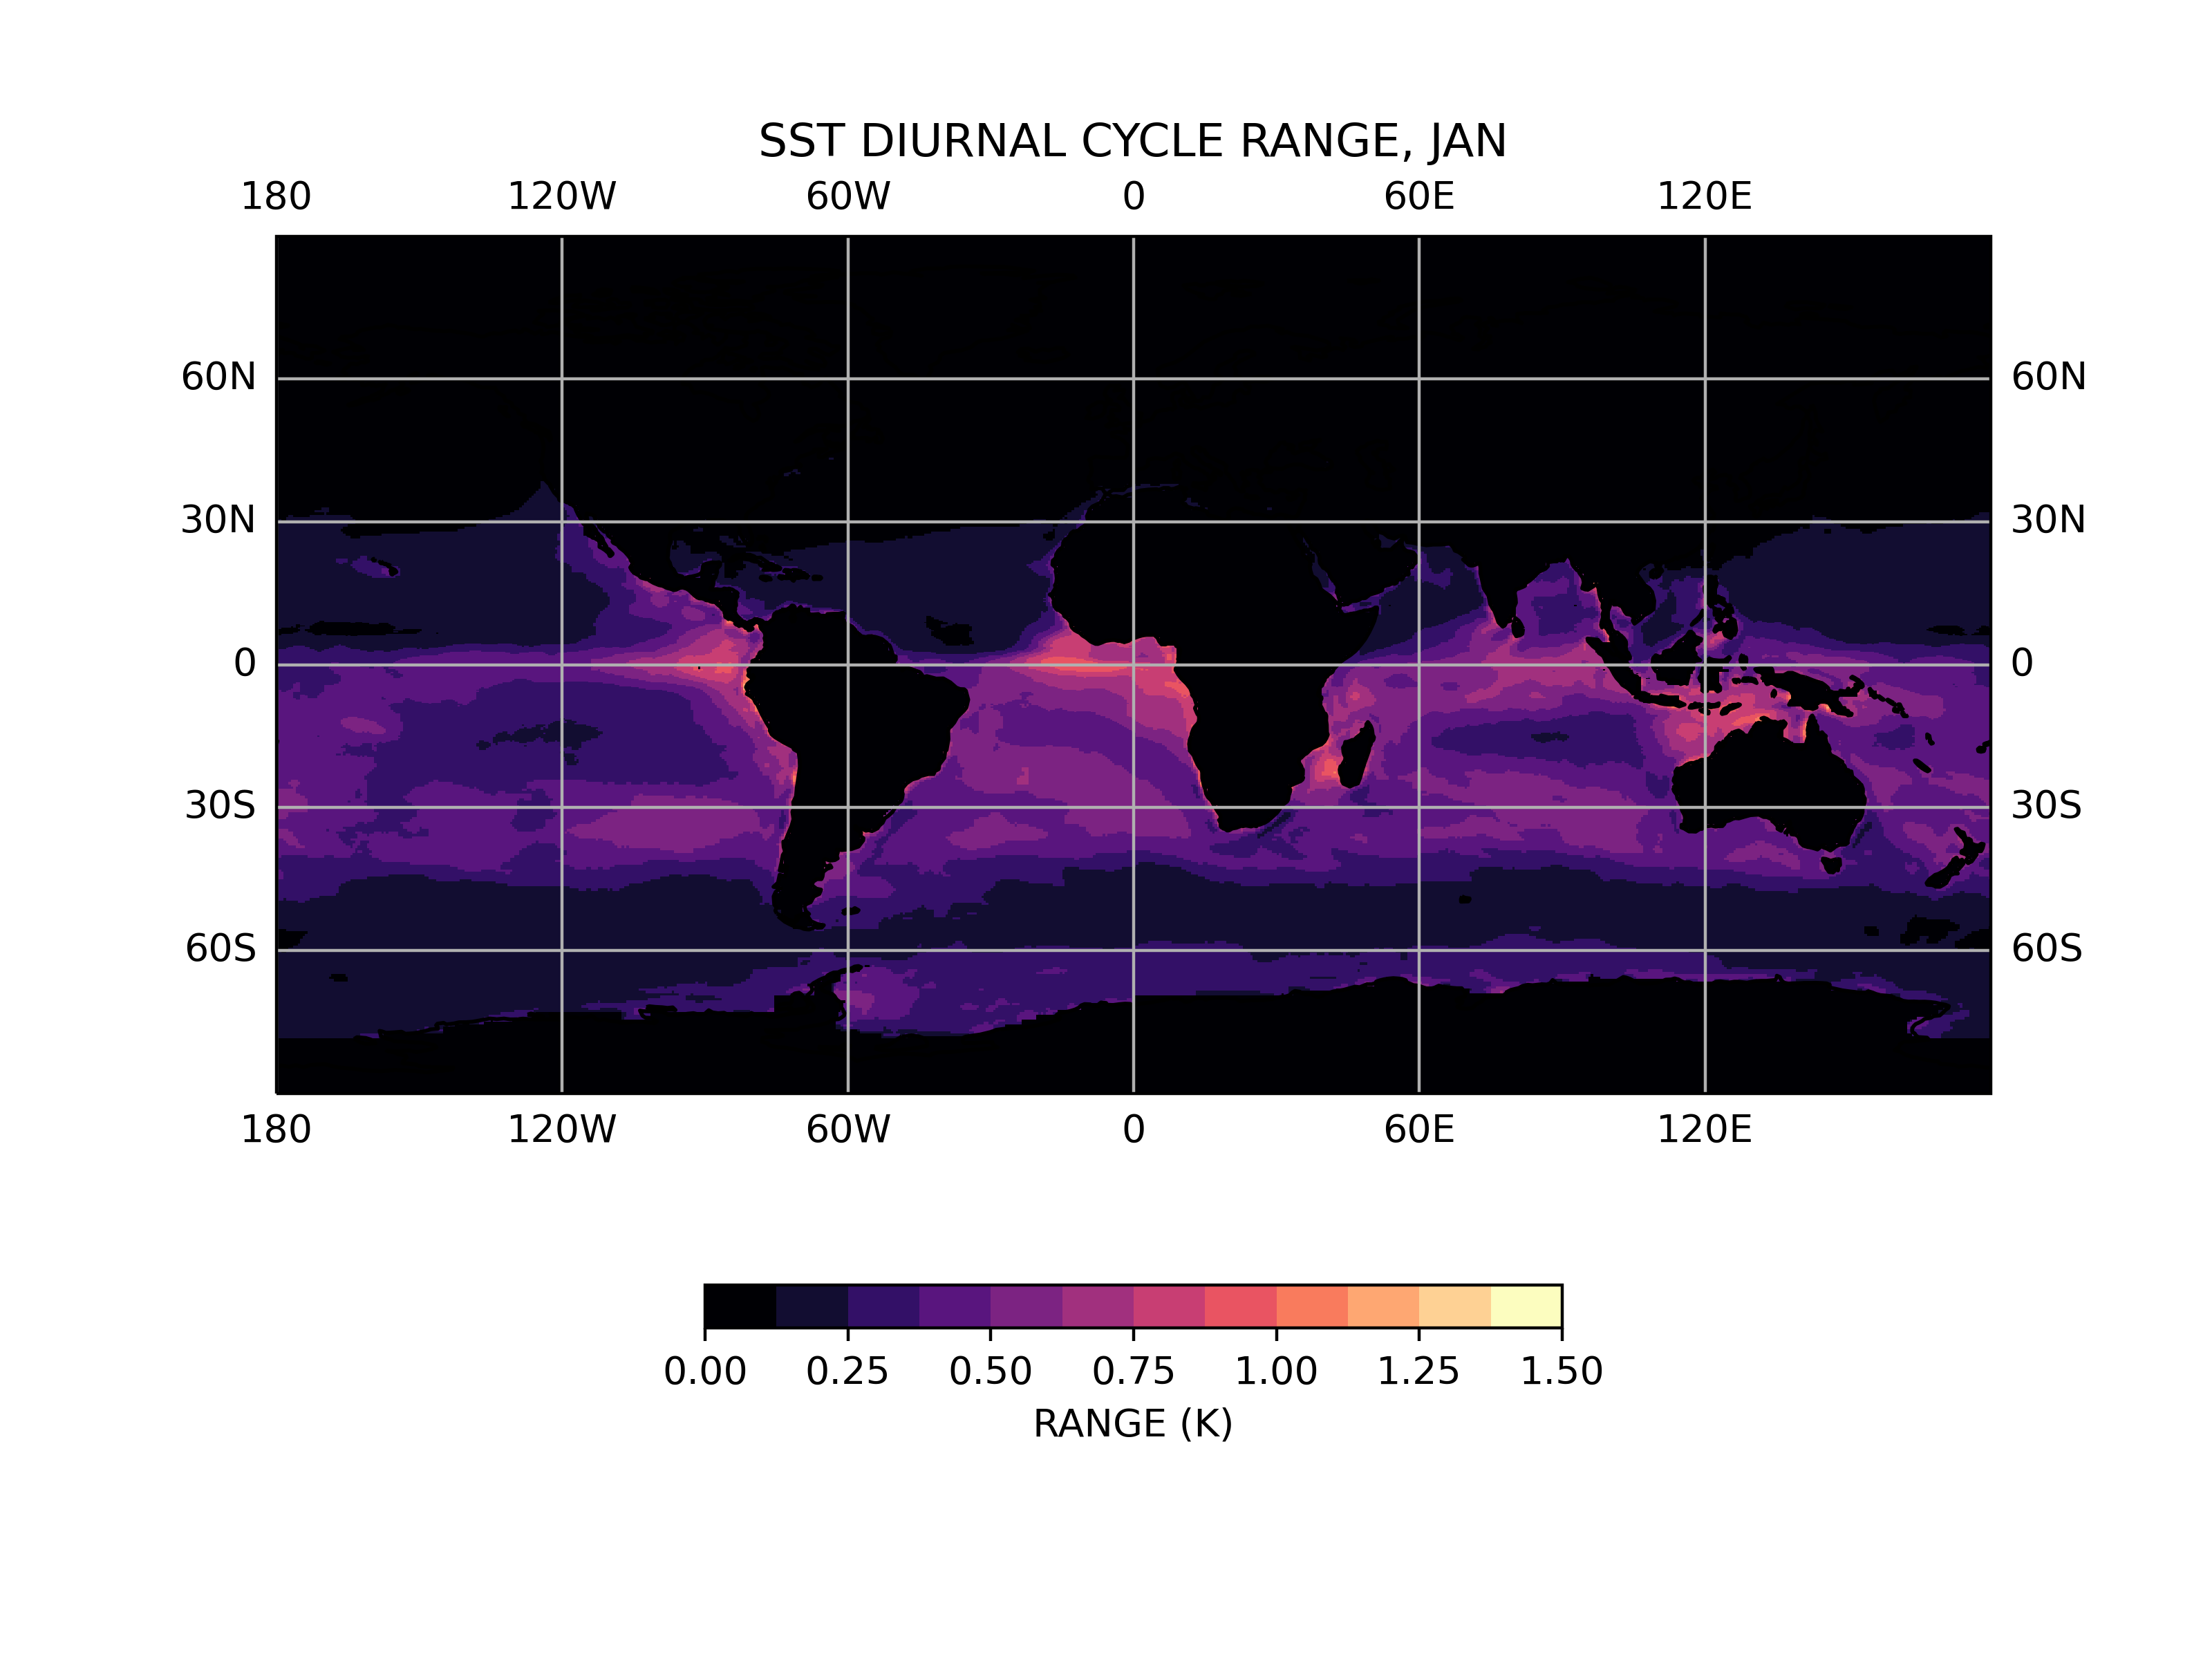 SST DIURNAL CYCLE RANGE, JAN
180 120W 60W 0 60E 120E
60N 60N
30N 30N
0 0
30S 30S
60S 60S
180 120W 60W 0 60E 120E
0.00 0.25 0.50 0.75 1.00 1.25 1.50
RANGE (K)